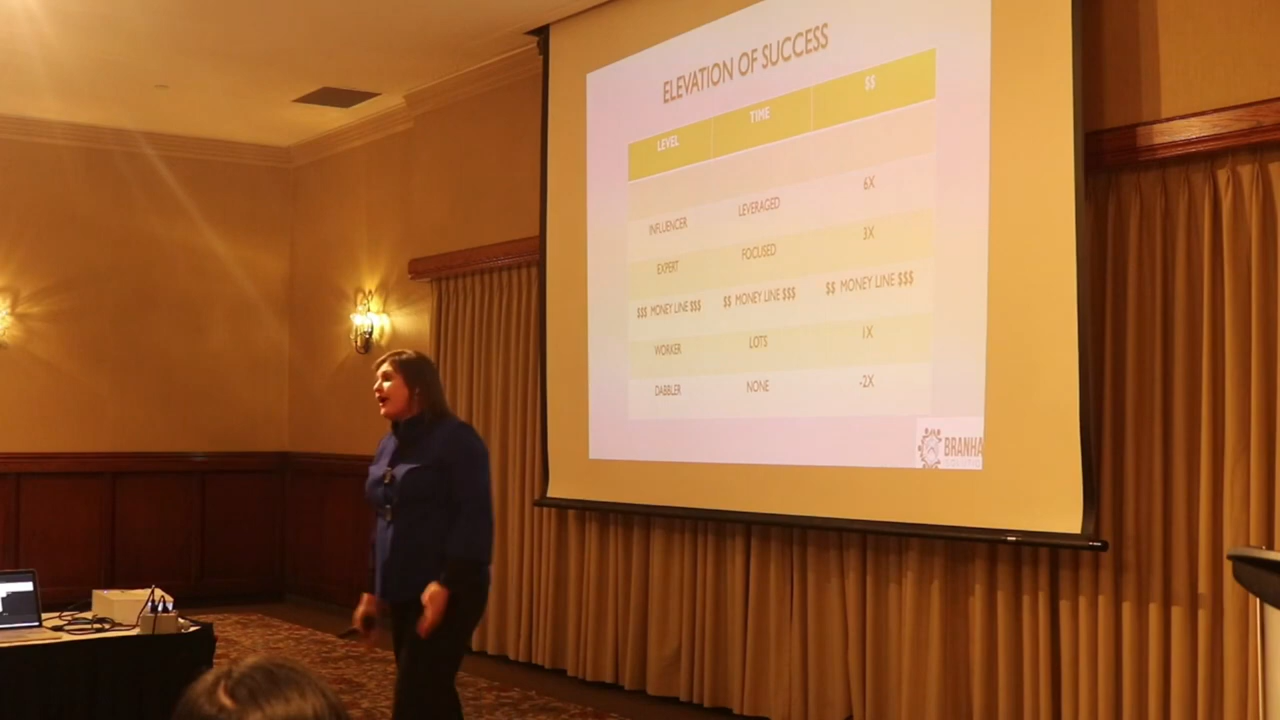 ELEVATION OF SUCCESS
LEVEL TIME $$
INFLUENCER LEVERAGED 6X
EXPERT FOCUSED 3X
$$$ MONEY LINE $$$ $$ MONEY LINE $$$ $$ MONEY LINE $$$
WORKER LOTS 1X
DABBLER NONE -2X
BRANHA